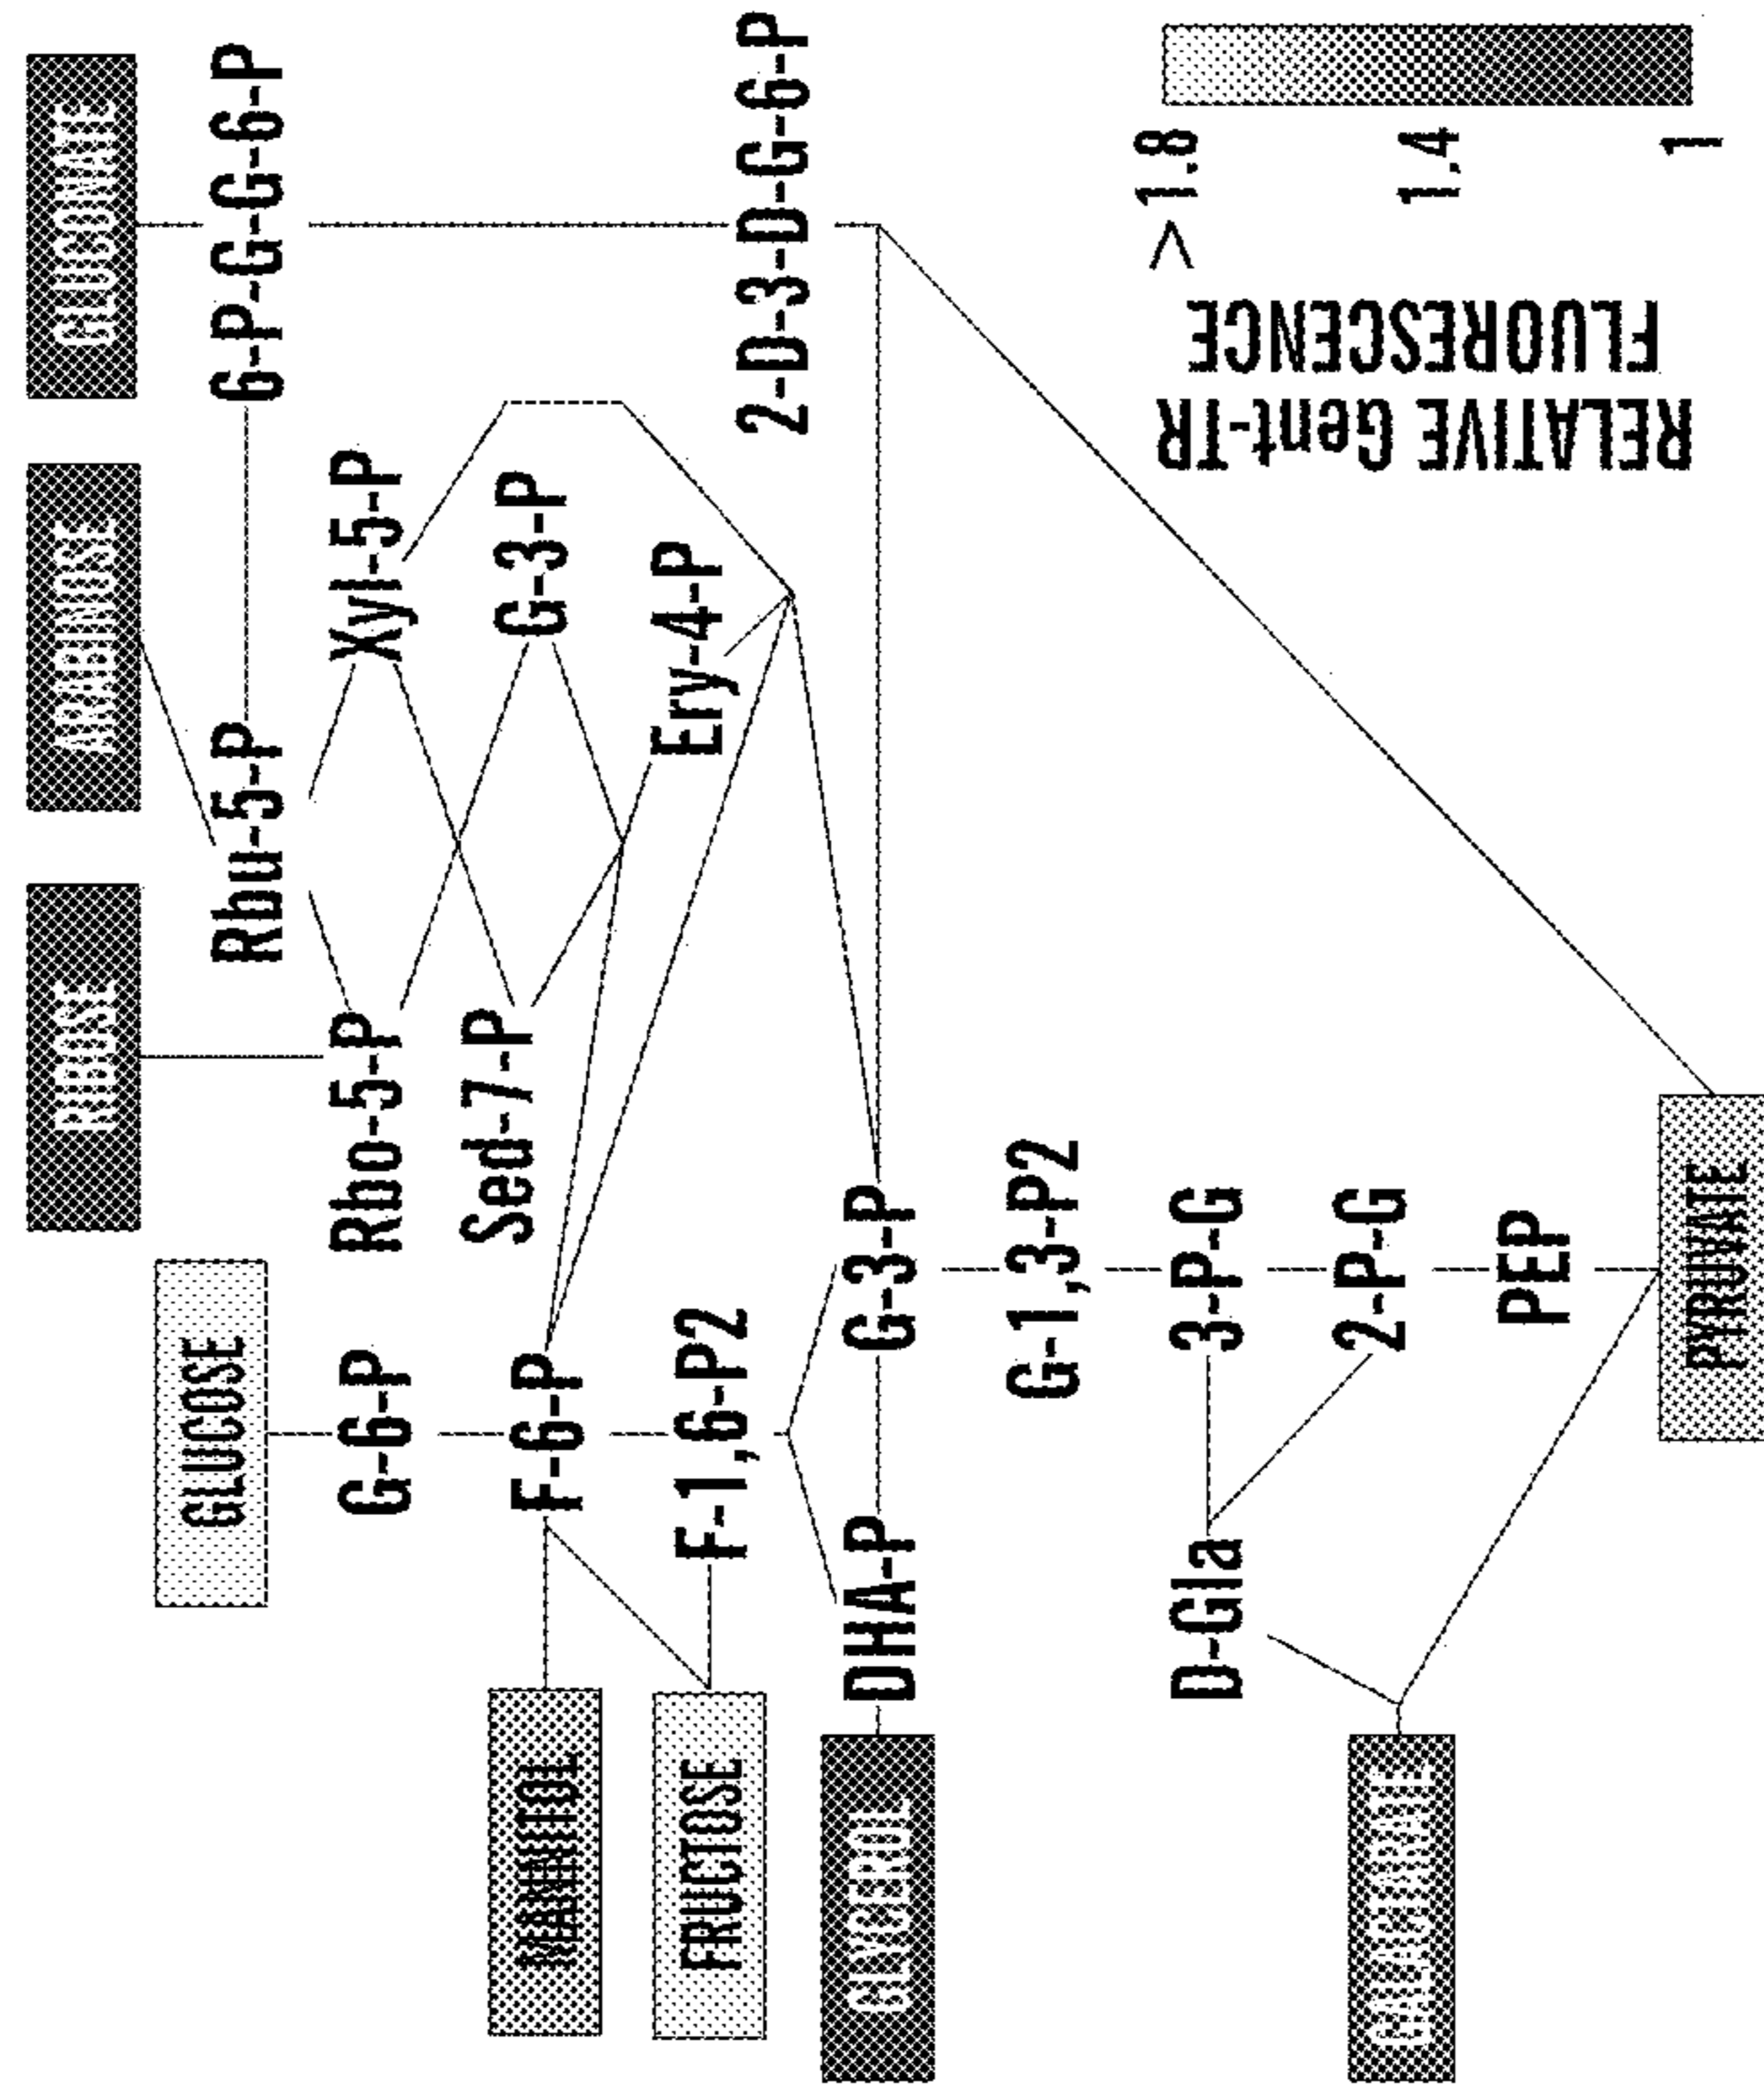 GLUCONATE
ARABINOSE
RIBOSE
GLUCOSE
6-P-G-G-6-P
Rbu-5-P
Xyl-5-P
Rbo-5-P
G-6-P
G-3-P
Sed-7-P
F-6-P
MANNITOL
Ery-4-P
F-1,6-P2
FRUCTOSE
2-D-3-D-G-6-P
G-3-P
DHA-P
GLYCEROL
G-1,3-P2
3-P-G
D-Gla
2-P-G
GALACTARATE
PEP
PYRUVATE
RELATIVE Gent-TR
FLUORESCENCE
>1.8
1.4
1